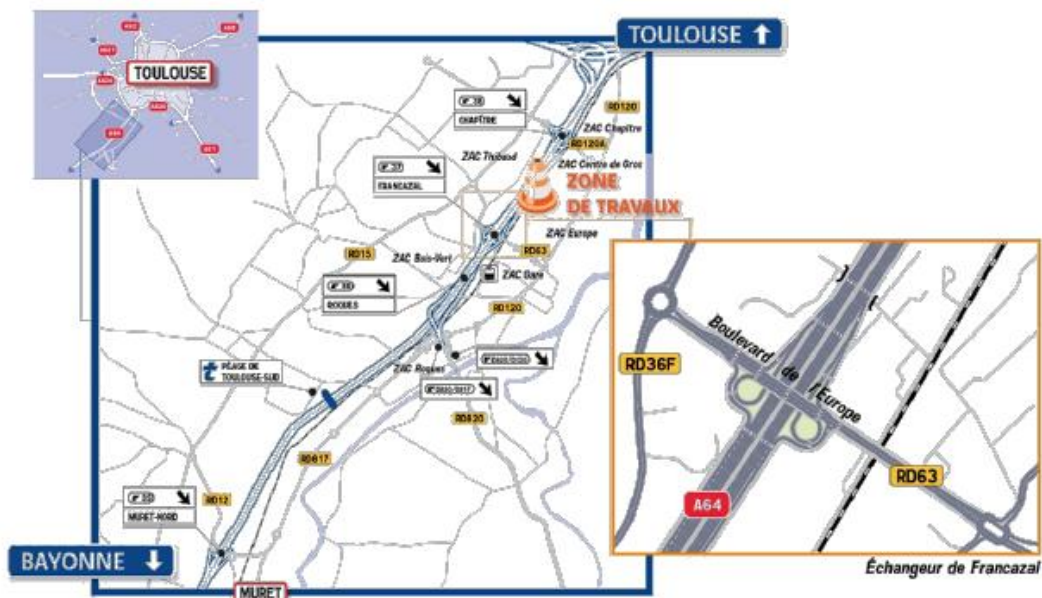 TOULOUSE
TOULOUSE
CHAPÎTRE
RD120
ZAC Chapitre
RD120A
ZAC Thibaud
ZAC Centre de Gros
FRANCAZAL
ZONE
DE TRAVAUX
ZAC Europe
RD15
ZAC Bois-Vert
RD63
ZAC Gare
ROQUES
RD120
ZAC Roques
PÉAGE DE
TOULOUSE-SUD
RD820
RD817
RD12
MURET-NORD
BAYONNE
MURET
Boulevard de l'Europe
RD36F
RD63
A64
Échangeur de Francazal